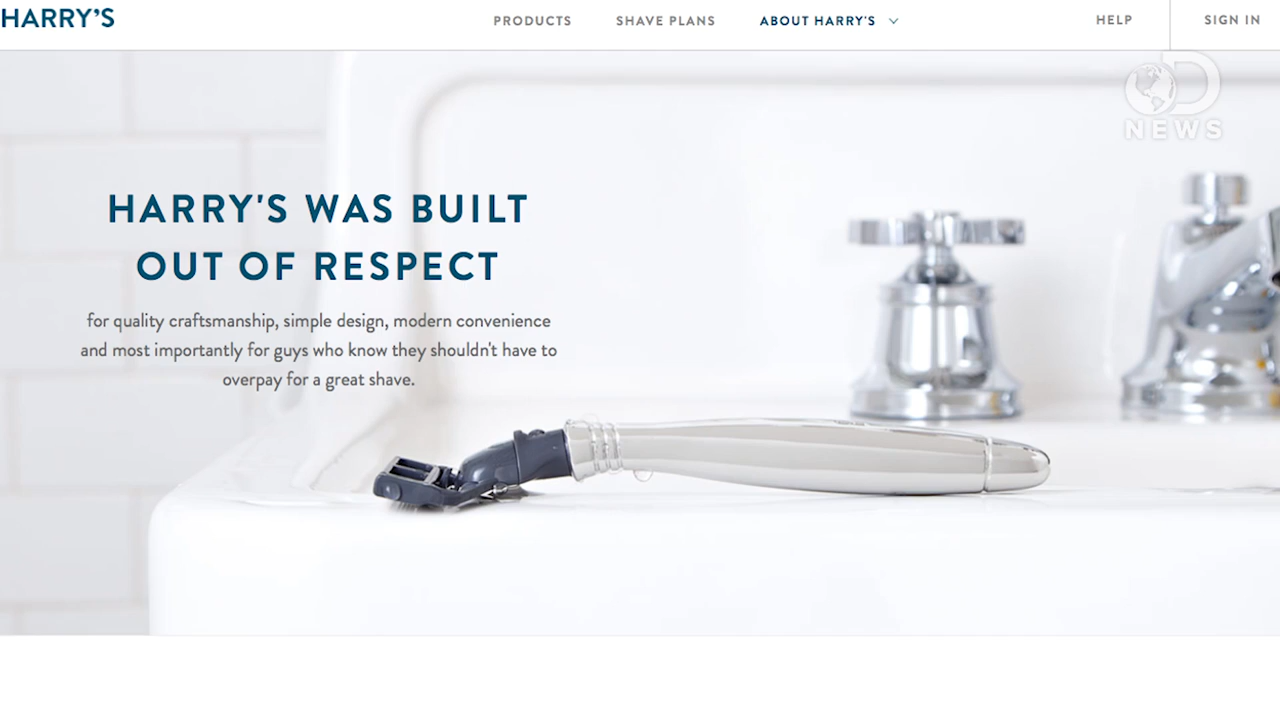 HARRY'S
PRODUCTS SHAVE PLANS ABOUT HARRY'S HELP SIGN IN
D
NEWS
HARRY'S WAS BUILT
OUT OF RESPECT
for quality craftsmanship, simple design, modern convenience
and most importantly for guys who know they shouldn't have to
overpay for a great shave.